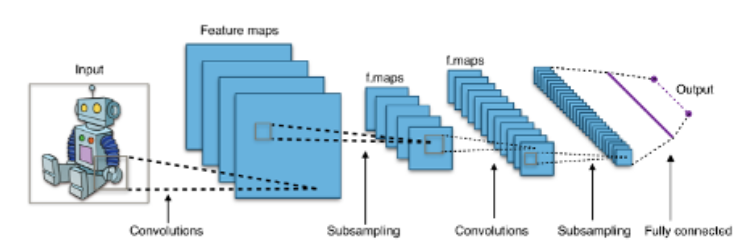 Feature maps
Input
f.maps
f.maps
Output
Convolutions
Subsampling
Convolutions
Subsampling
Fully connected